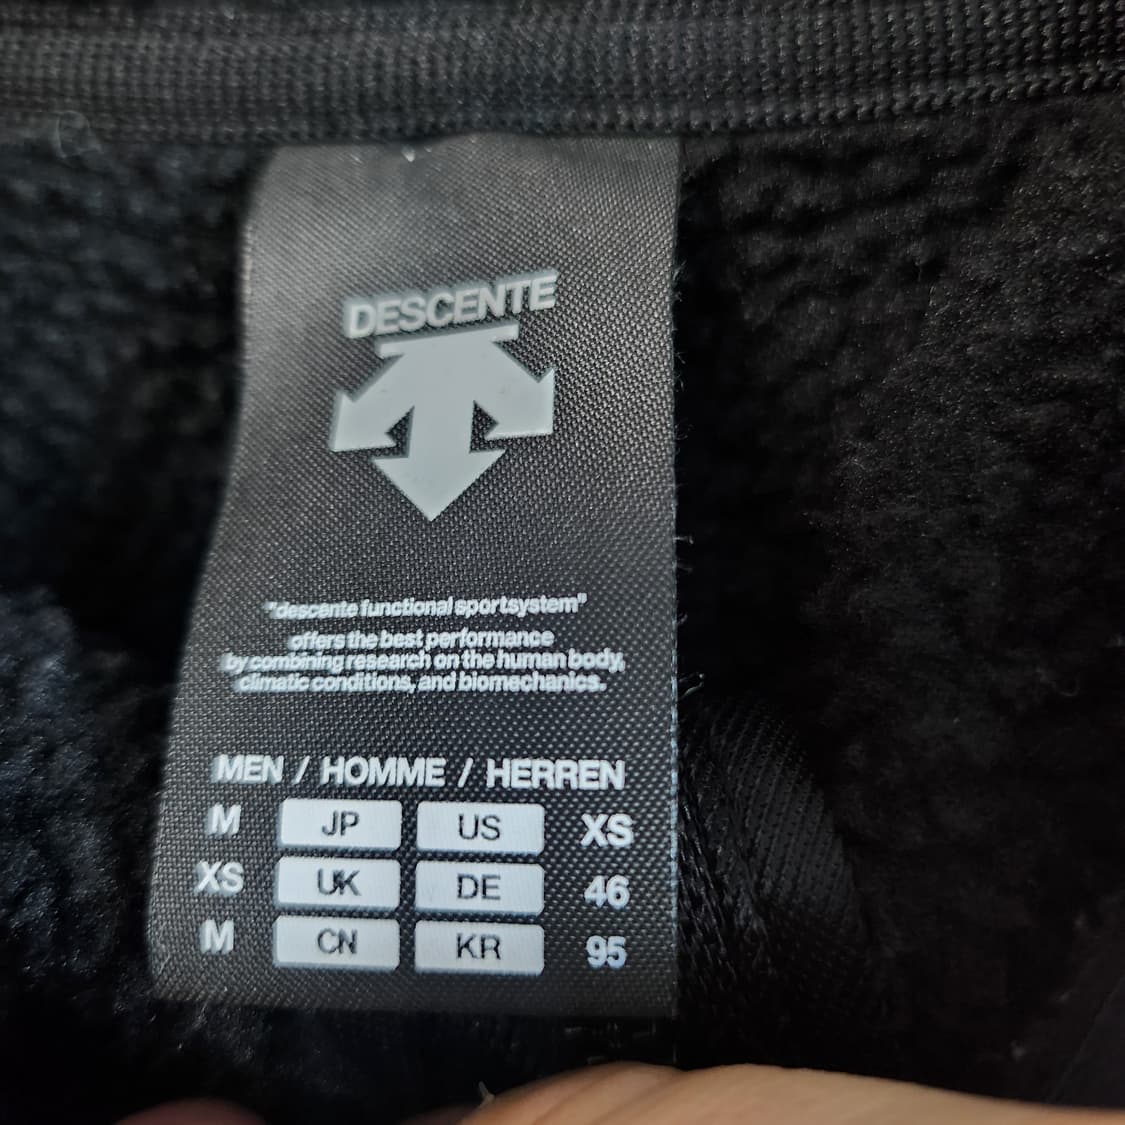 DESCENTE
"descente functional sportsystem"
offers the best performance
by combining research on the human body,
climatic conditions, and biomechanics.
MEN / HOMME / HERREN
M JP US XS
XS UK DE 46
M CN KR 95